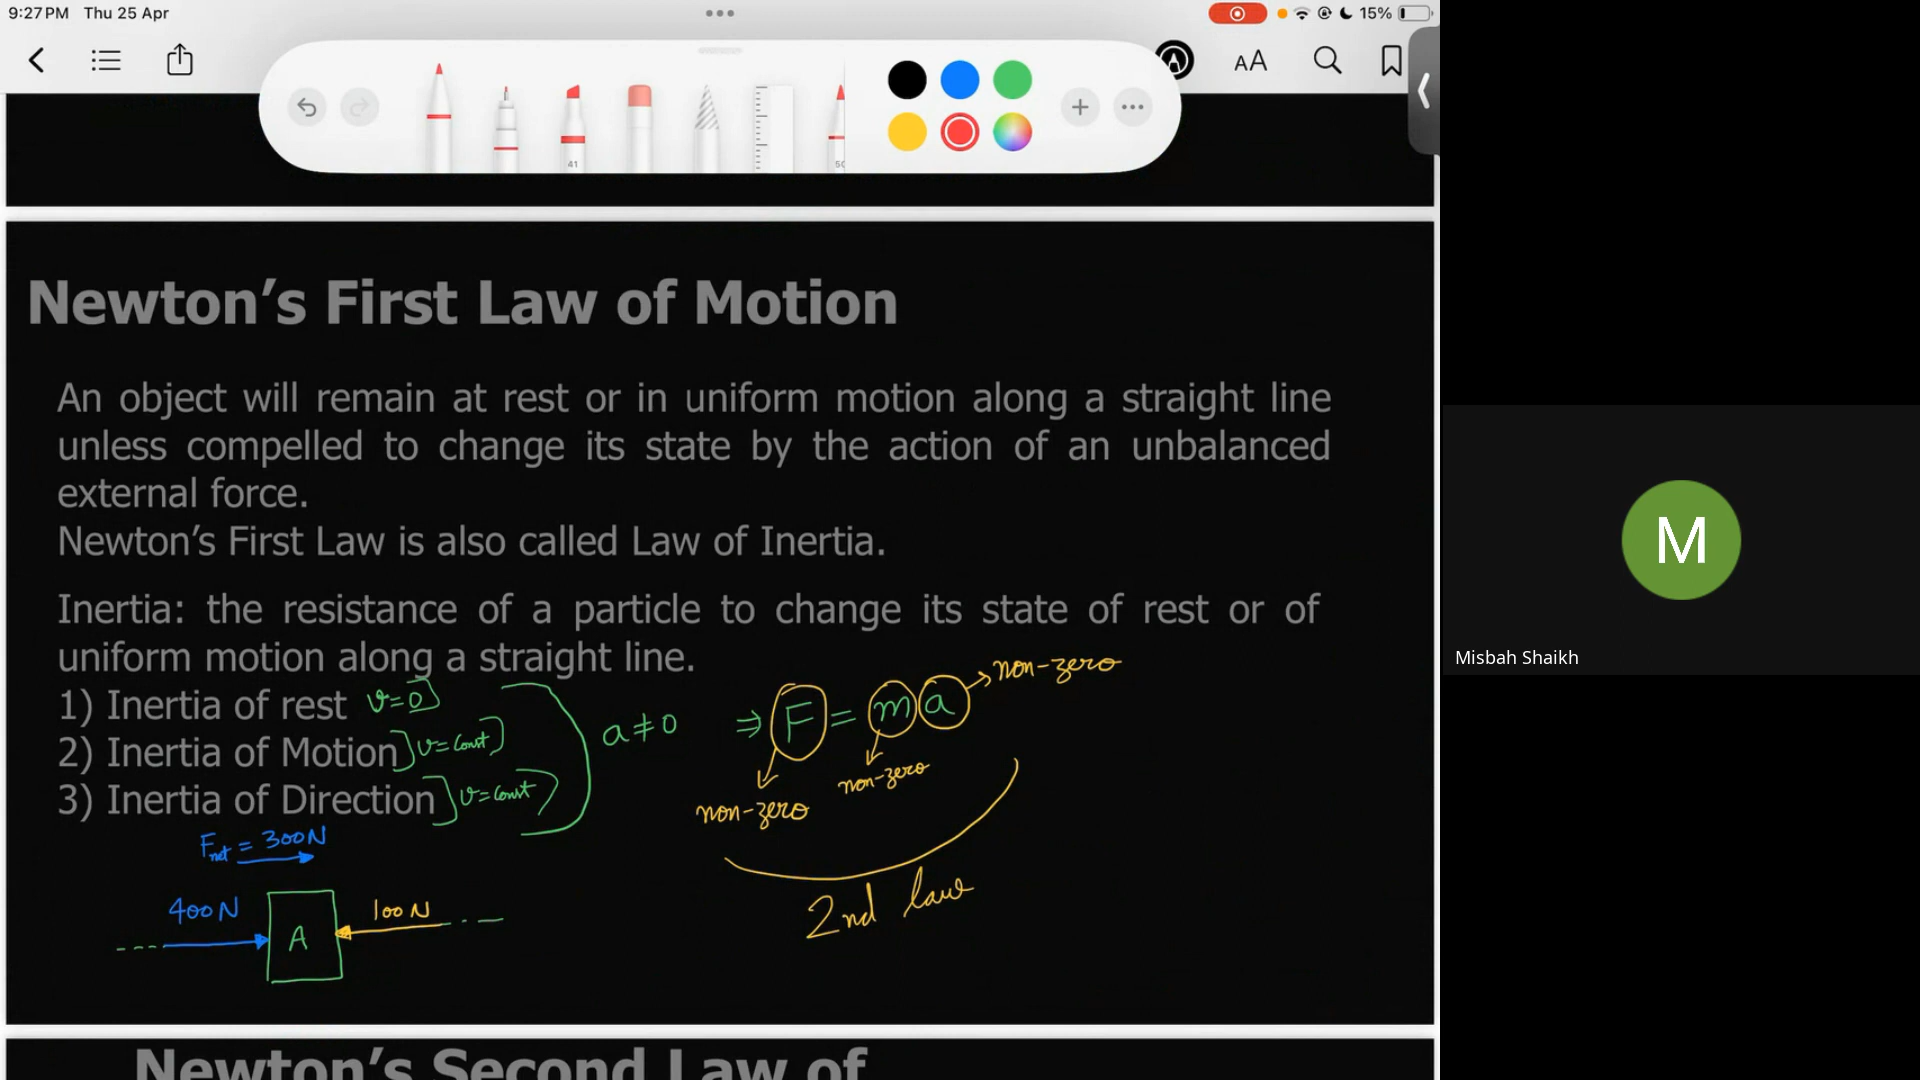 9:27 PM Thu 25 Apr
15%
AA
41
50
Newton's First Law of Motion
An object will remain at rest or in uniform motion along a straight line
unless compelled to change its state by the action of an unbalanced
external force.
Newton's First Law is also called Law of Inertia.
Inertia: the resistance of a particle to change its state of rest or of
uniform motion along a straight line.
1) Inertia of rest v=0
2) Inertia of Motion v=const
3) Inertia of Direction v=const
a≠0 ⇒ F = m a
non-zero
non-zero
non-zero
2nd law
Fnet = 300N
400N
100N
A
Newton's Second Law of
M
Misbah Shaikh